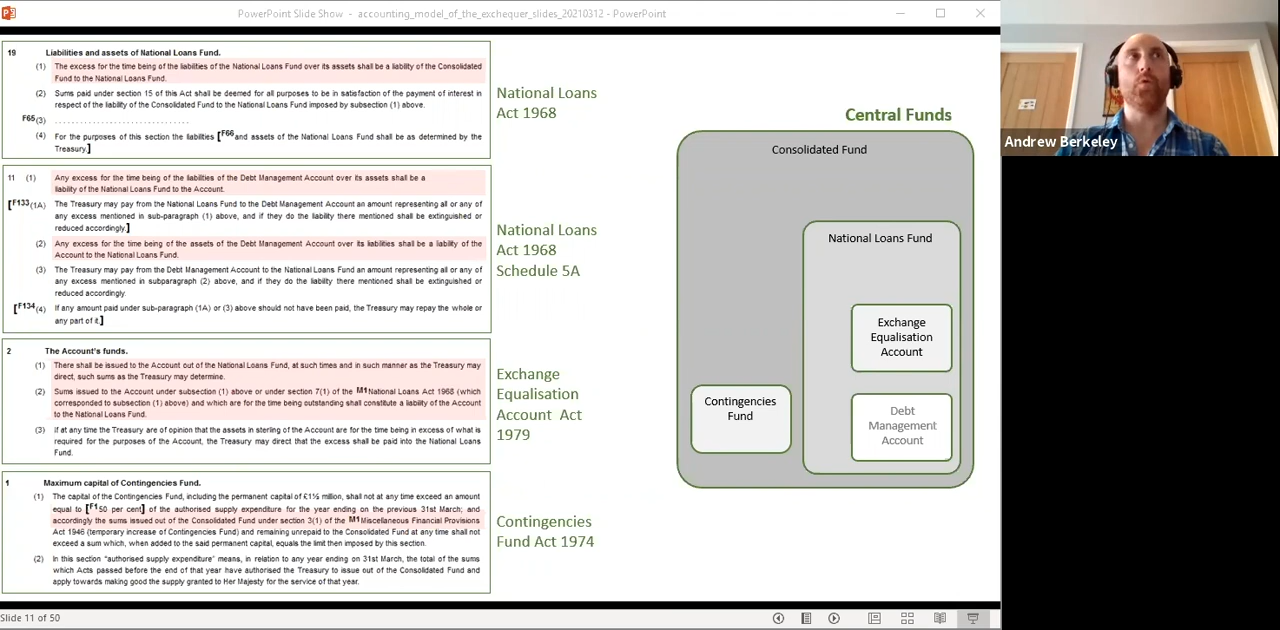 PowerPoint Slide Show - accounting_model_of_the_exchequer_slides_20210312 - PowerPoint
19 Liabilities and assets of National Loans Fund.
(1) The excess for the time being of the liabilities of the National Loans Fund over its assets shall be a liability of the Consolidated
Fund to the National Loans Fund.
(2) Sums paid under section 15 of this Act shall be deemed for all purposes to be in satisfaction of the payment of interest in
respect of the liability of the Consolidated Fund to the National Loans Fund imposed by subsection (1) above.
F65(3) . . . . . . . . . . . . . . . . . . . . . . . . . . . . . . . .
(4) For the purposes of this section the liabilities [F66and assets of the National Loans Fund shall be as determined by the
Treasury.]
National Loans
Act 1968
11 (1) Any excess for the time being of the liabilities of the Debt Management Account over its assets shall be a
liability of the National Loans Fund to the Account.
[F133(1A) The Treasury may pay from the National Loans Fund to the Debt Management Account an amount representing all or any of
any excess mentioned in sub-paragraph (1) above, and if they do the liability there mentioned shall be extinguished or
reduced accordingly.]
(2) Any excess for the time being of the assets of the Debt Management Account over its liabilities shall be a liability of the
Account to the National Loans Fund.
(3) The Treasury may pay from the Debt Management Account to the National Loans Fund an amount representing all or any of
any excess mentioned in subparagraph (2) above, and if they do the liability there mentioned shall be extinguished or
reduced accordingly.
[F134(4) If any amount paid under sub-paragraph (1A) or (3) above should not have been paid, the Treasury may repay the whole or
any part of it.]
National Loans
Act 1968
Schedule 5A
2 The Account's funds.
(1) There shall be issued to the Account out of the National Loans Fund, at such times and in such manner as the Treasury may
direct, such sums as the Treasury may determine.
(2) Sums issued to the Account under subsection (1) above or under section 7(1) of the M1National Loans Act 1968 (which
corresponded to subsection (1) above) and which are for the time being outstanding shall constitute a liability of the Account
to the National Loans Fund.
(3) If at any time the Treasury are of opinion that the assets in sterling of the Account are for the time being in excess of what is
required for the purposes of the Account, the Treasury may direct that the excess shall be paid into the National Loans
Fund.
Exchange
Equalisation
Account Act
1979
1 Maximum capital of Contingencies Fund.
(1) The capital of the Contingencies Fund, including the permanent capital of £1½ million, shall not at any time exceed an amount
equal to [F150 per cent] of the authorised supply expenditure for the year ending on the previous 31st March; and
accordingly the sums issued out of the Consolidated Fund under section 3(1) of the M1Miscellaneous Financial Provisions
Act 1946 (temporary increase of Contingencies Fund) and remaining unrepaid to the Consolidated Fund at any time shall not
exceed a sum which, when added to the said permanent capital, equals the limit then imposed by this section.
(2) In this section "authorised supply expenditure" means, in relation to any year ending on 31st March, the total of the sums
which Acts passed before the end of that year have authorised the Treasury to issue out of the Consolidated Fund and
apply towards making good the supply granted to Her Majesty for the service of that year.
Contingencies
Fund Act 1974
Central Funds
Consolidated Fund
National Loans Fund
Exchange
Equalisation
Account
Contingencies
Fund
Debt
Management
Account
Andrew Berkeley
Slide 11 of 50